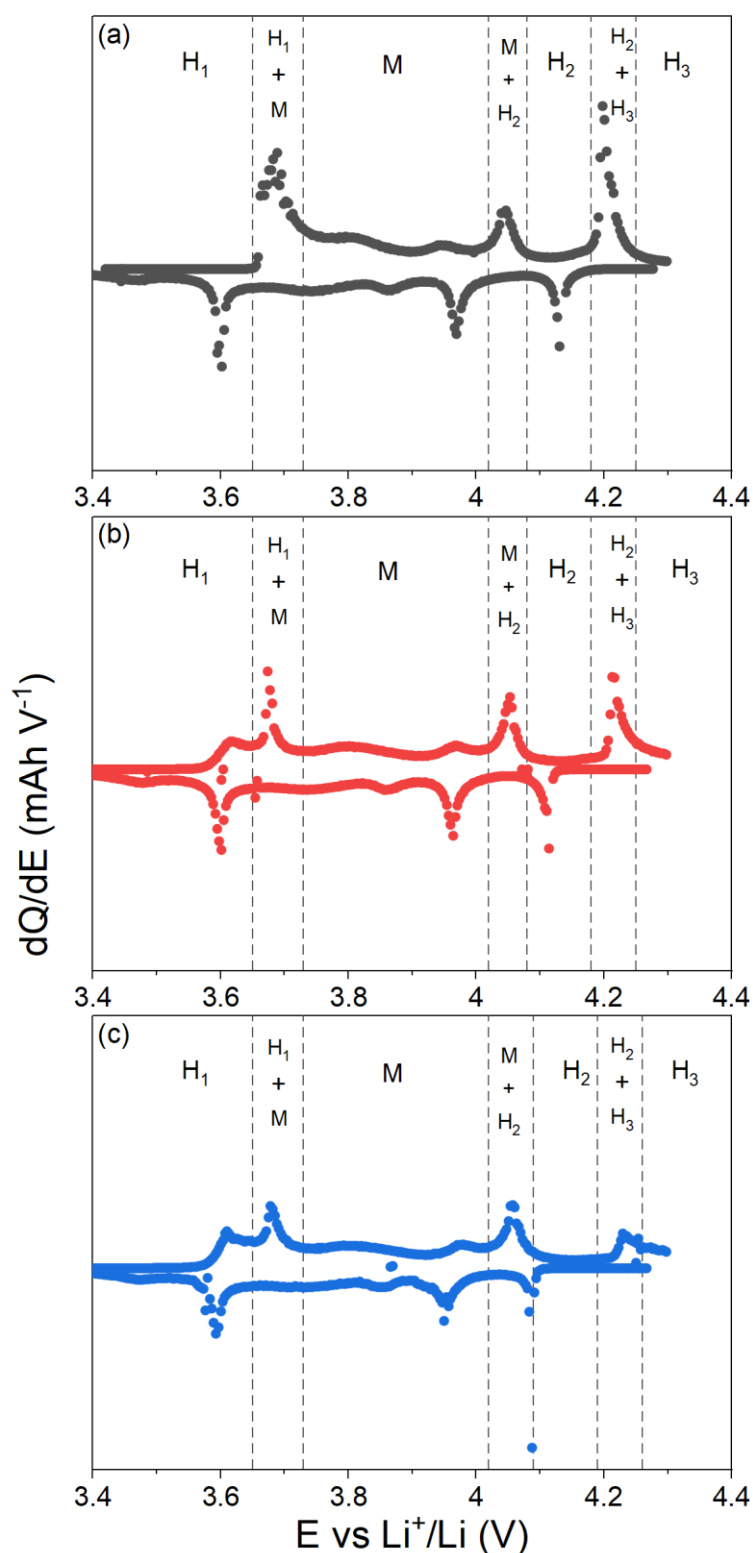 (a)
H₁
H₁ + M
M
M + H₂
H₂
H₂ + H₃
H₃
3.4 3.6 3.8 4 4.2 4.4
(b)
H₁
H₁ + M
M
M + H₂
H₂
H₂ + H₃
H₃
3.4 3.6 3.8 4 4.2 4.4
(c)
H₁
H₁ + M
M
M + H₂
H₂
H₂ + H₃
H₃
3.4 3.6 3.8 4 4.2 4.4
dQ/dE (mAh V⁻¹)
E vs Li⁺/Li (V)